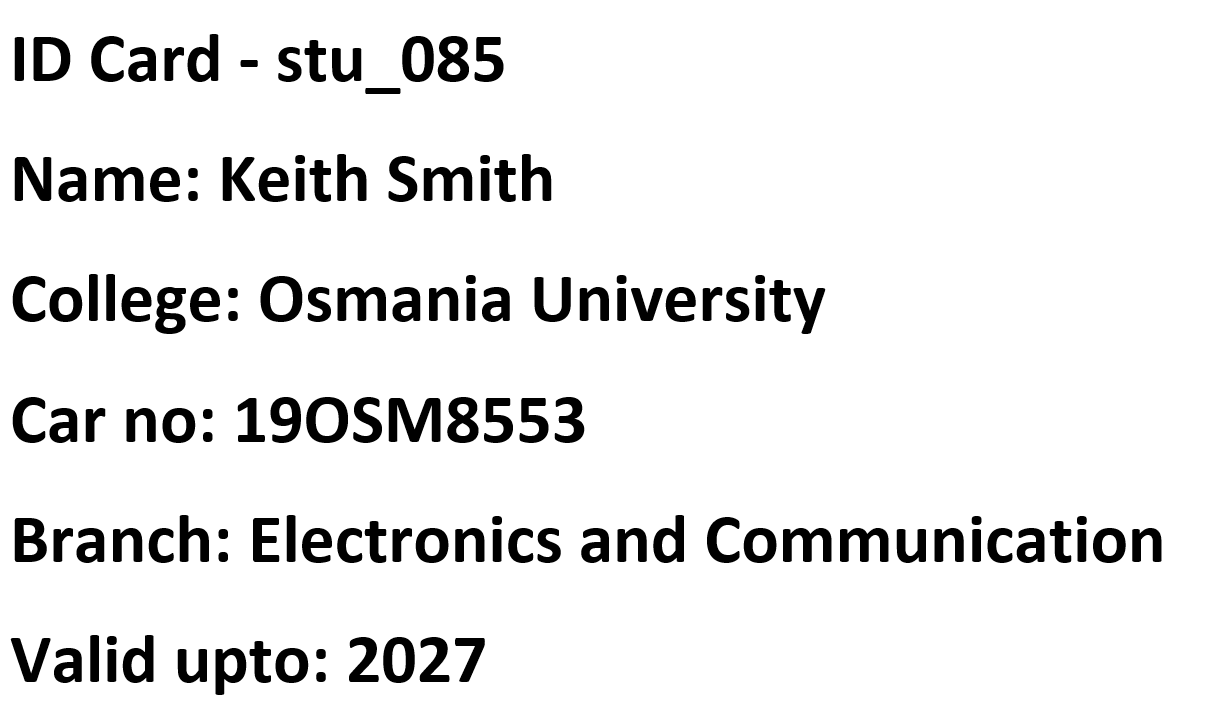 ID Card - stu_085
Name: Keith Smith
College: Osmania University
Car no: 19OSM8553
Branch: Electronics and Communication
Valid upto: 2027